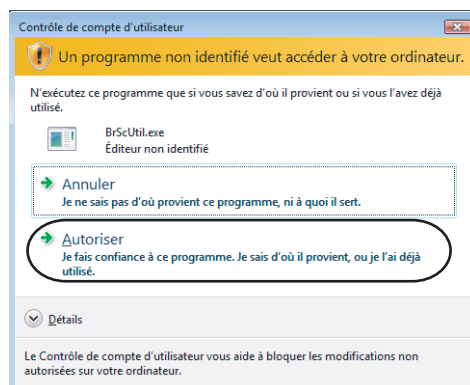 Contrôle de compte d'utilisateur
Un programme non identifié veut accéder à votre ordinateur.
N'exécutez ce programme que si vous savez d'où il provient ou si vous l'avez déjà
utilisé.
BrScUtil.exe
Éditeur non identifié
Annuler
Je ne sais pas d'où provient ce programme, ni à quoi il sert.
Autoriser
Je fais confiance à ce programme. Je sais d'où il provient, ou je l'ai déjà
utilisé.
Détails
Le Contrôle de compte d'utilisateur vous aide à bloquer les modifications non
autorisées sur votre ordinateur.